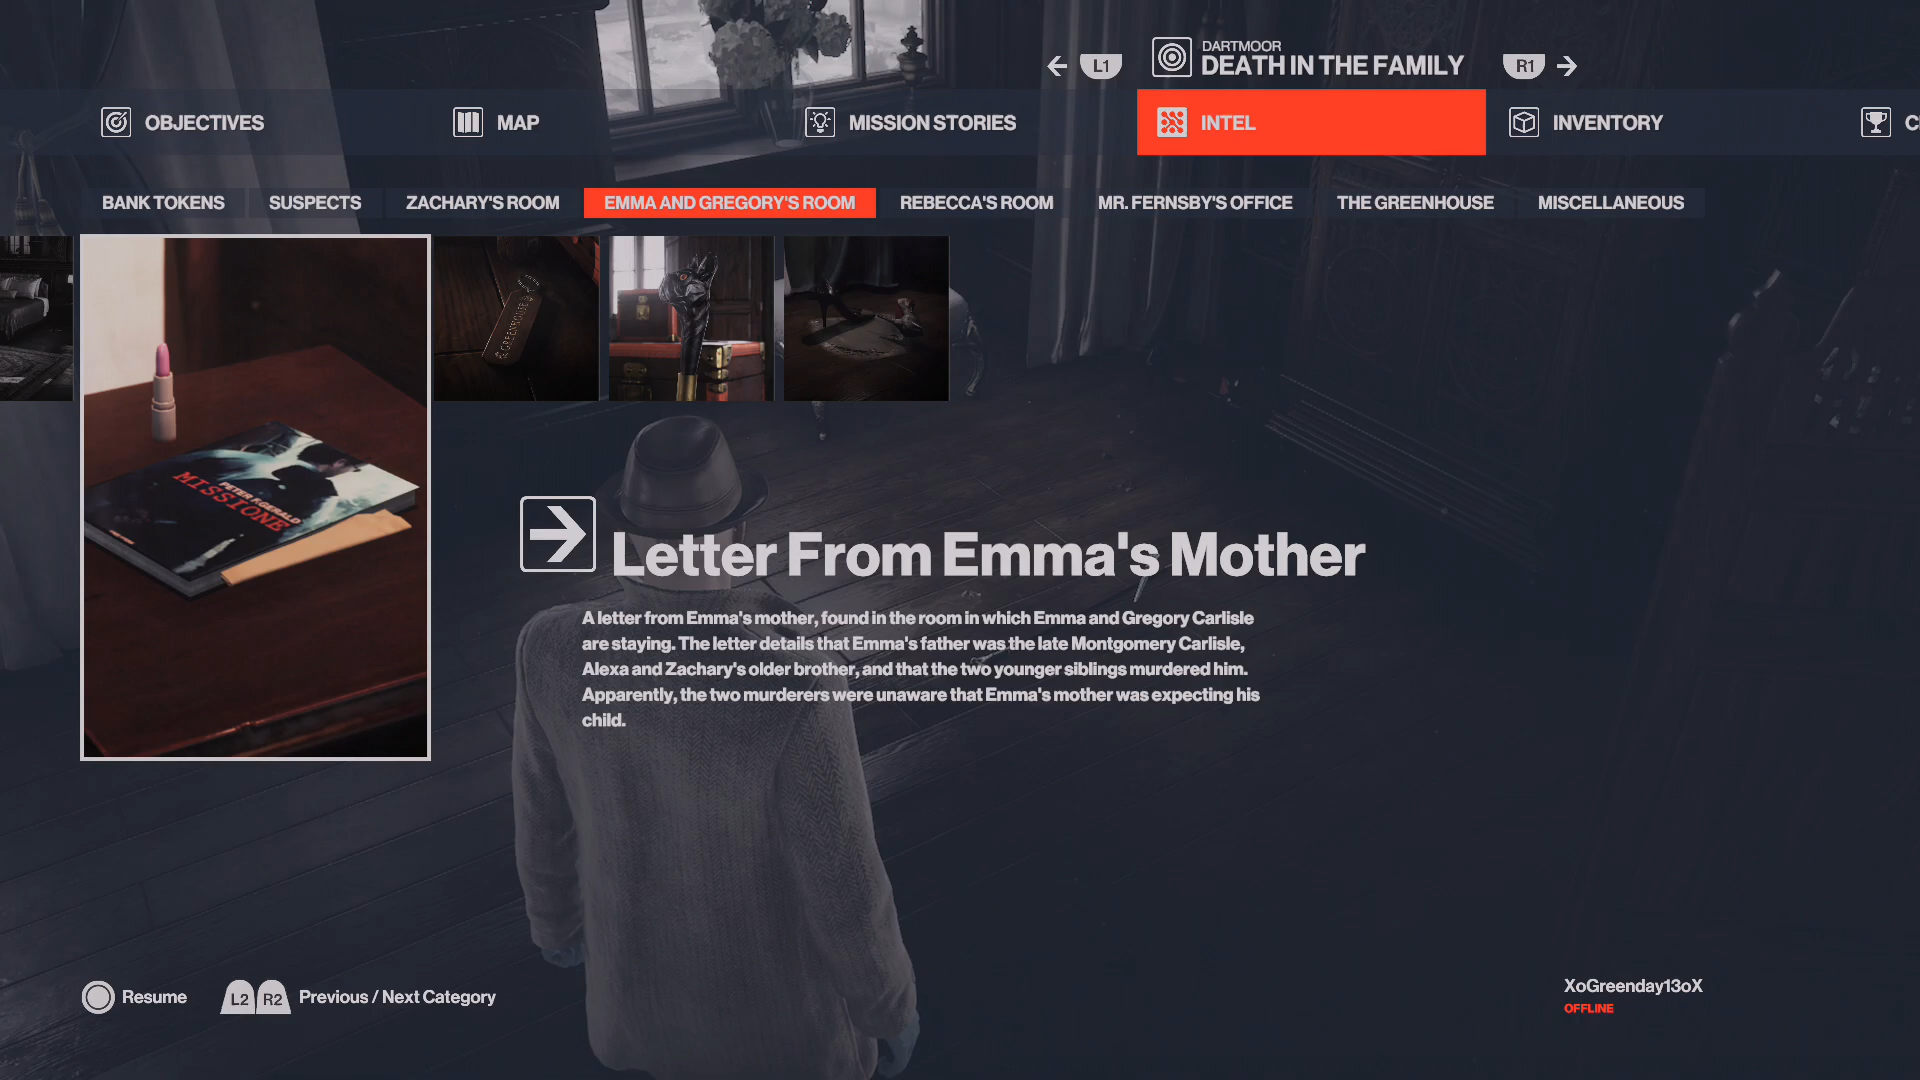 DARTMOOR
L1 DEATH IN THE FAMILY R1
OBJECTIVES MAP MISSION STORIES INTEL INVENTORY C
BANK TOKENS SUSPECTS ZACHARY'S ROOM EMMA AND GREGORY'S ROOM REBECCA'S ROOM MR. FERNSBY'S OFFICE THE GREENHOUSE MISCELLANEOUS
GREENHOUSE
PETER FITGERALD
MISSIONE
Letter From Emma's Mother
A letter from Emma's mother, found in the room in which Emma and Gregory Carlisle
are staying. The letter details that Emma's father was the late Montgomery Carlisle,
Alexa and Zachary's older brother, and that the two younger siblings murdered him.
Apparently, the two murderers were unaware that Emma's mother was expecting his
child.
Resume L2 R2 Previous / Next Category
XoGreenday13oX
OFFLINE